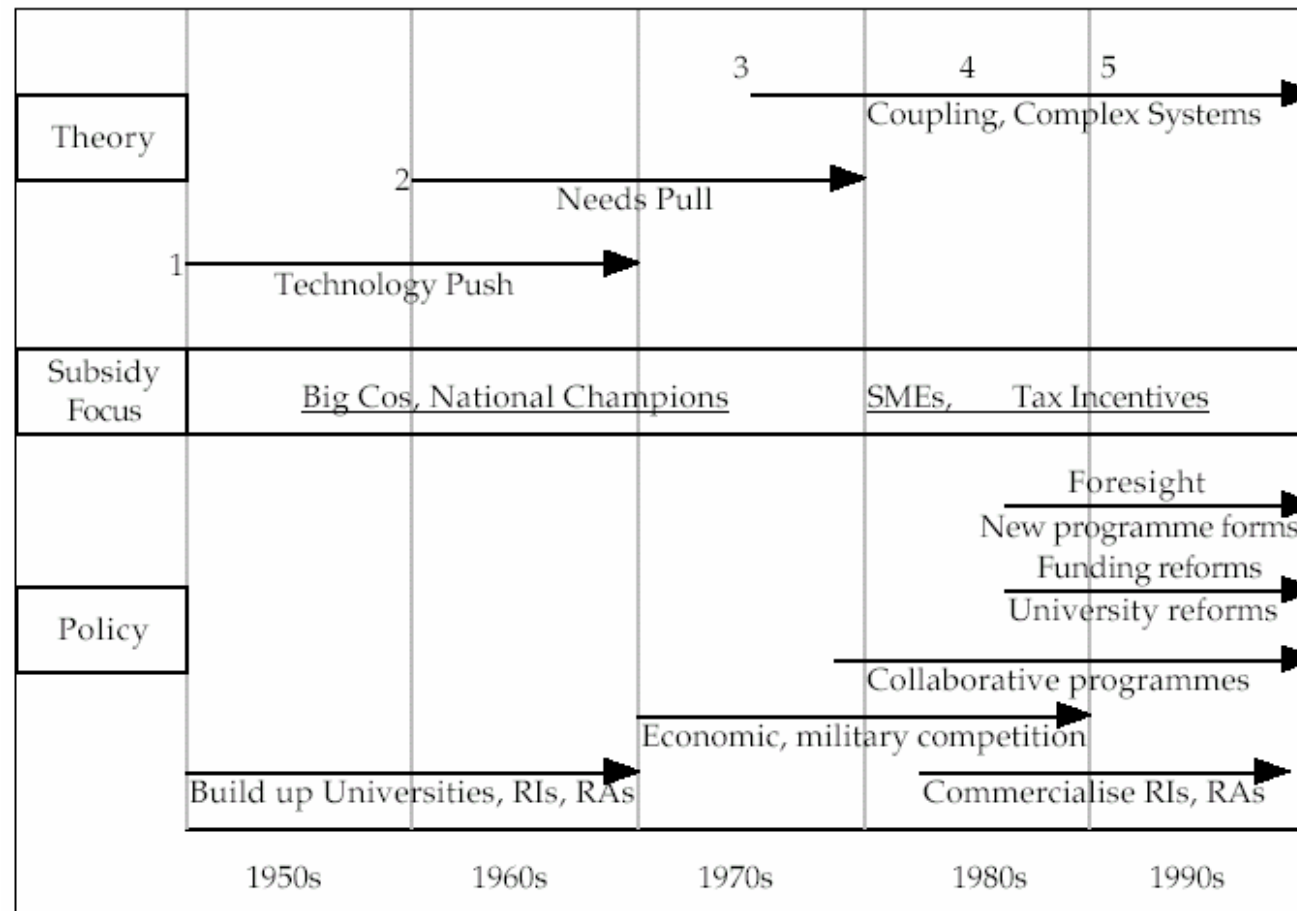 3 4 5
Coupling, Complex Systems
Theory
2
Needs Pull
1
Technology Push
Subsidy
Focus
Big Cos, National Champions SMEs, Tax Incentives
Foresight
New programme forms
Funding reforms
University reforms
Policy
Collaborative programmes
Economic, military competition
Build up Universities, RIs, RAs Commercialise RIs, RAs
1950s 1960s 1970s 1980s 1990s